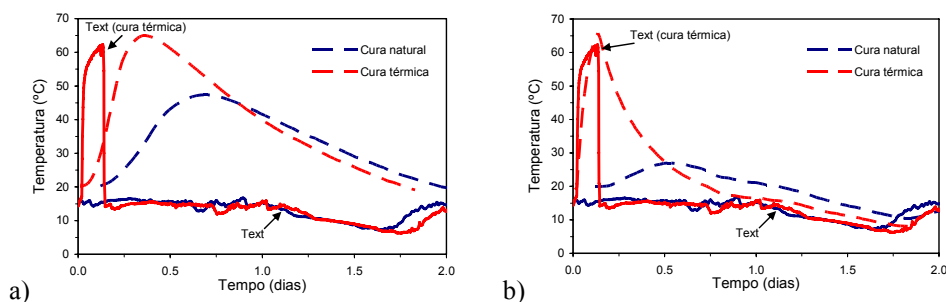 Temperatura (ºC)
70
60
50
40
30
20
10
0
0.0
0.5
1.0
1.5
2.0
Tempo (dias)
Text (cura térmica)
Text
Cura natural
Cura térmica
a)
Temperatura (ºC)
70
60
50
40
30
20
10
0
0.0
0.5
1.0
1.5
2.0
Tempo (dias)
Text (cura térmica)
Text
Cura natural
Cura térmica
b)